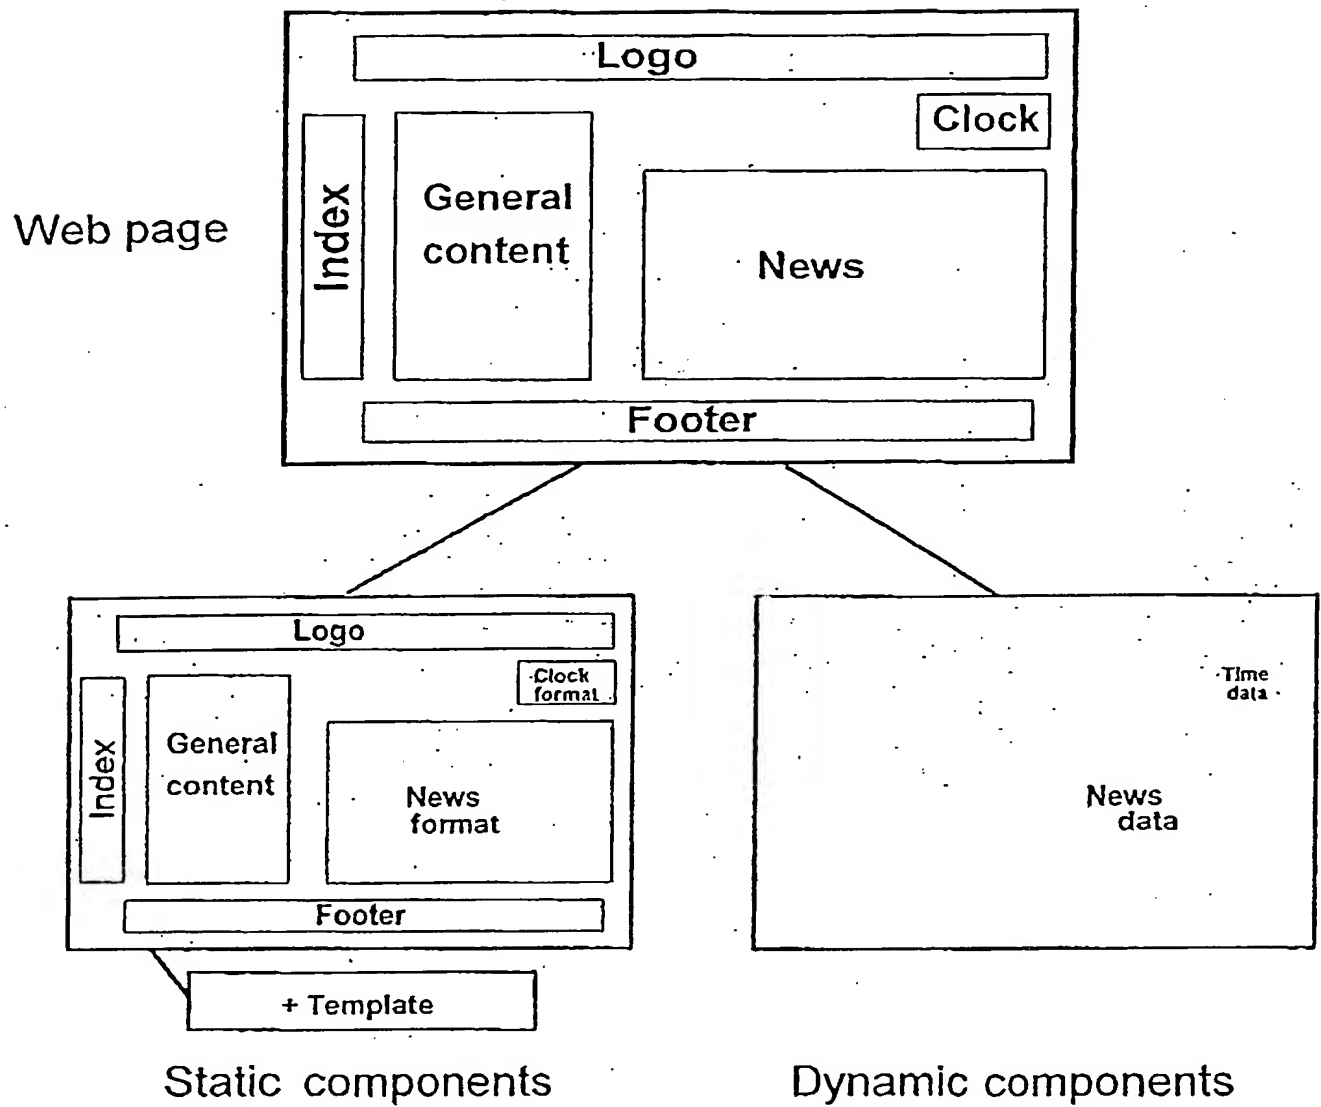 Logo
Clock
Web page
Index
General
content
News
Footer
Logo
Clock
format
Index
General
content
News
format
Footer
+ Template
Static components
Time
data
News
data
Dynamic components